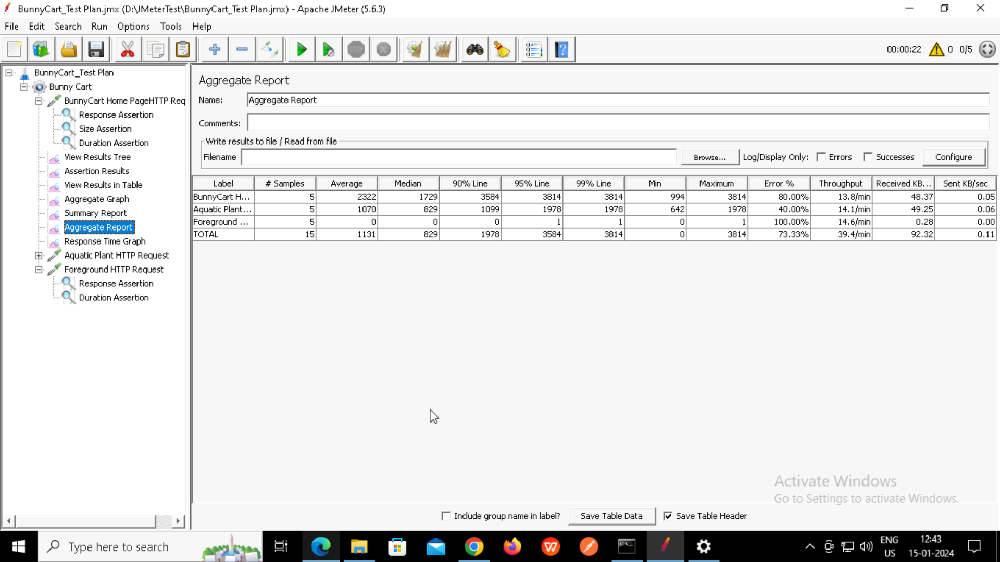 BunnyCart_Test Plan.jmx (D:\JMeterTest\BunnyCart_Test Plan.jmx) - Apache JMeter (5.6.3)
File Edit Search Run Options Tools Help
STOP 00:00:22 0 0/5
BunnyCart_Test Plan
Bunny Cart
BunnyCart Home PageHTTP Req
Response Assertion
Size Assertion
Duration Assertion
View Results Tree
Assertion Results
View Results in Table
Aggregate Graph
Summary Report
Aggregate Report
Response Time Graph
Aquatic Plant HTTP Request
Foreground HTTP Request
Response Assertion
Duration Assertion
Aggregate Report
Name: Aggregate Report
Comments:
Write results to file / Read from file
Filename Browse... Log/Display Only: Errors Successes Configure
Label # Samples Average Median 90% Line 95% Line 99% Line Min Maximum Error % Throughput Received KB... Sent KB/sec
BunnyCart H... 5 2322 1729 3584 3814 3814 994 3814 80.00% 13.8/min 48.37 0.05
Aquatic Plant... 5 1070 829 1099 1978 1978 642 1978 40.00% 14.1/min 49.25 0.06
Foreground ... 5 0 0 0 1 1 0 1 100.00% 14.6/min 0.28 0.00
TOTAL 15 1131 829 1978 3584 3814 0 3814 73.33% 39.4/min 92.32 0.11
Activate Windows
Go to Settings to activate Windows.
Include group name in label? Save Table Data Save Table Header
Type here to search
ENG
US
12:43
15-01-2024